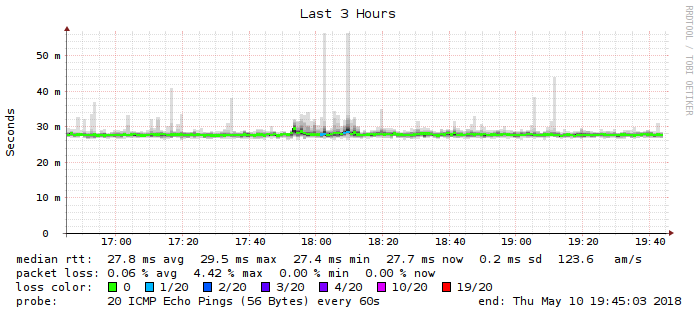 Last 3 Hours
RRDTOOL / TOBI OETIKER
Seconds
50 m
40 m
30 m
20 m
10 m
0
17:00 17:20 17:40 18:00 18:20 18:40 19:00 19:20 19:40
median rtt: 27.8 ms avg 29.5 ms max 27.4 ms min 27.7 ms now 0.2 ms sd 123.6 am/s
packet loss: 0.06 % avg 4.42 % max 0.00 % min 0.00 % now
loss color: 0 1/20 2/20 3/20 4/20 10/20 19/20
probe: 20 ICMP Echo Pings (56 Bytes) every 60s end: Thu May 10 19:45:03 2018